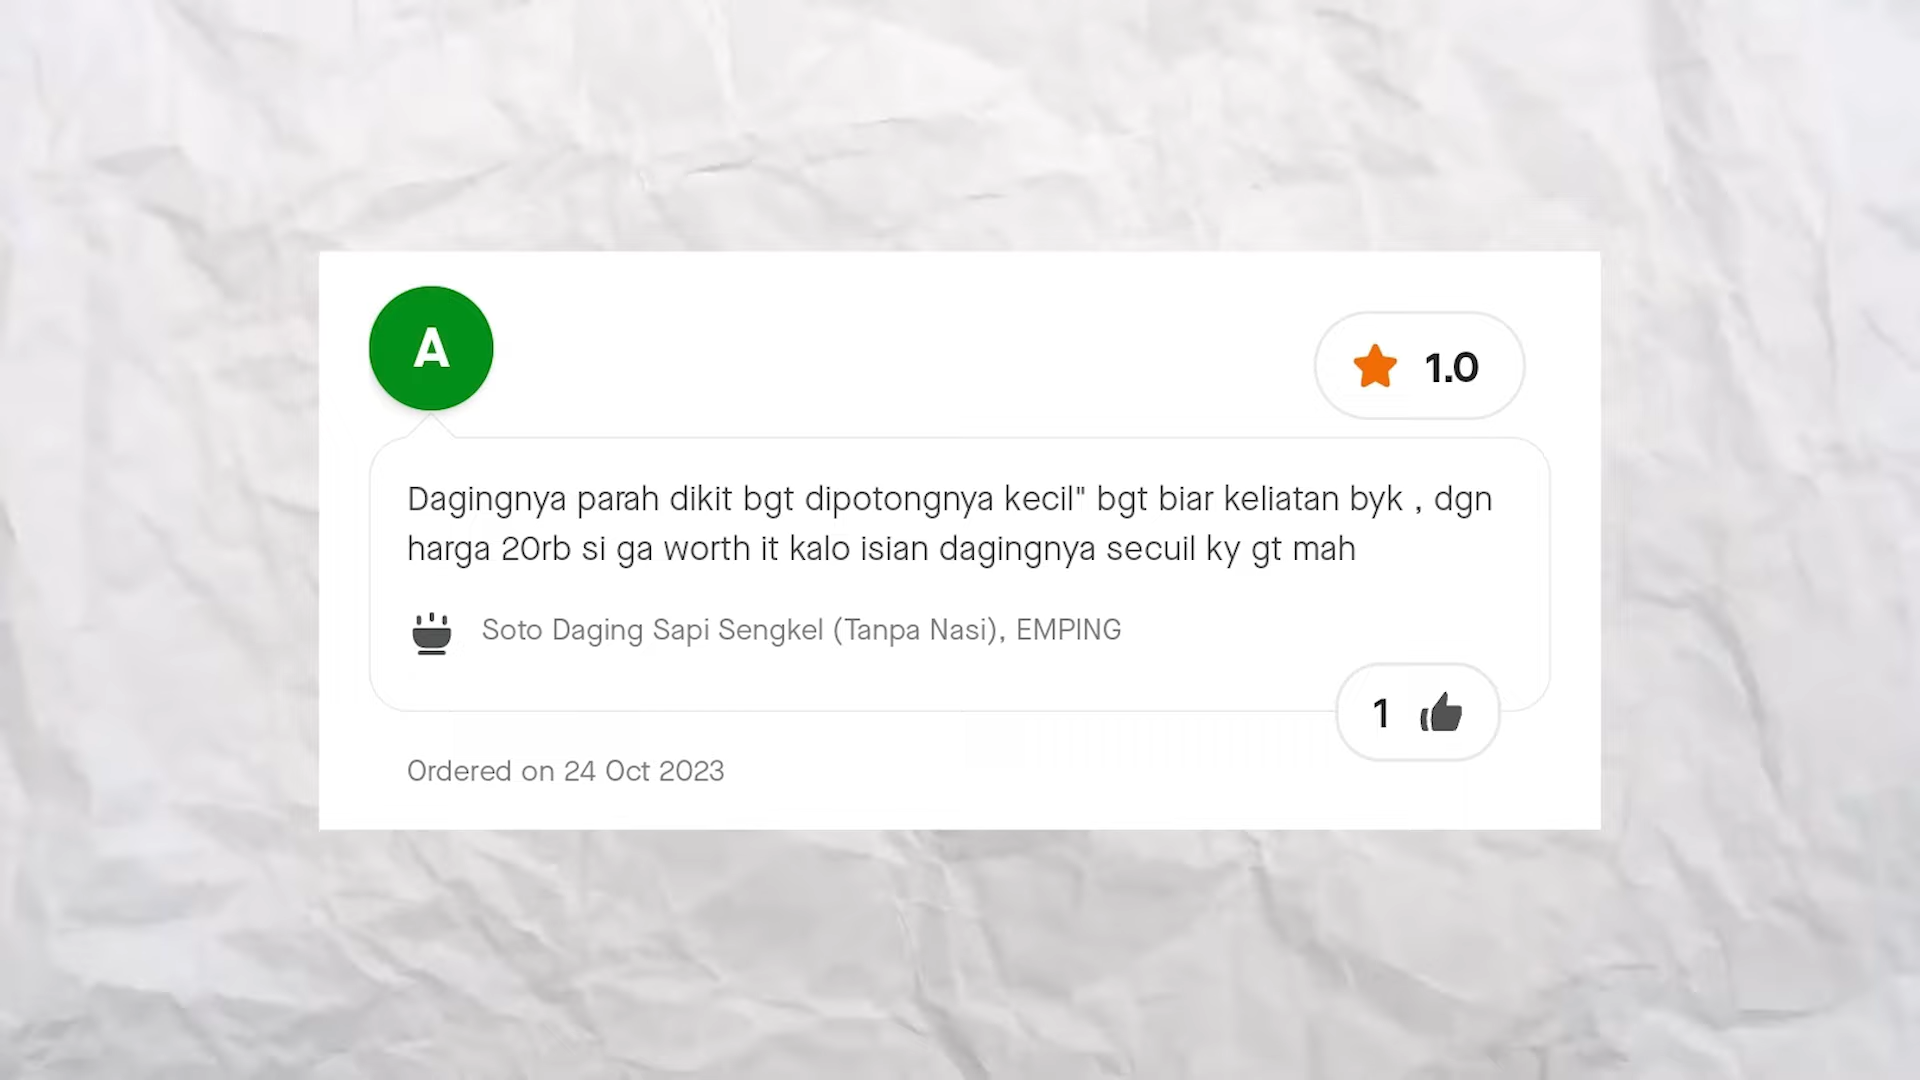 A
1.0
Dagingnya parah dikit bgt dipotongnya kecil" bgt biar keliatan byk , dgn
harga 20rb si ga worth it kalo isian dagingnya secuil ky gt mah
Soto Daging Sapi Sengkel (Tanpa Nasi), EMPING
1
Ordered on 24 Oct 2023